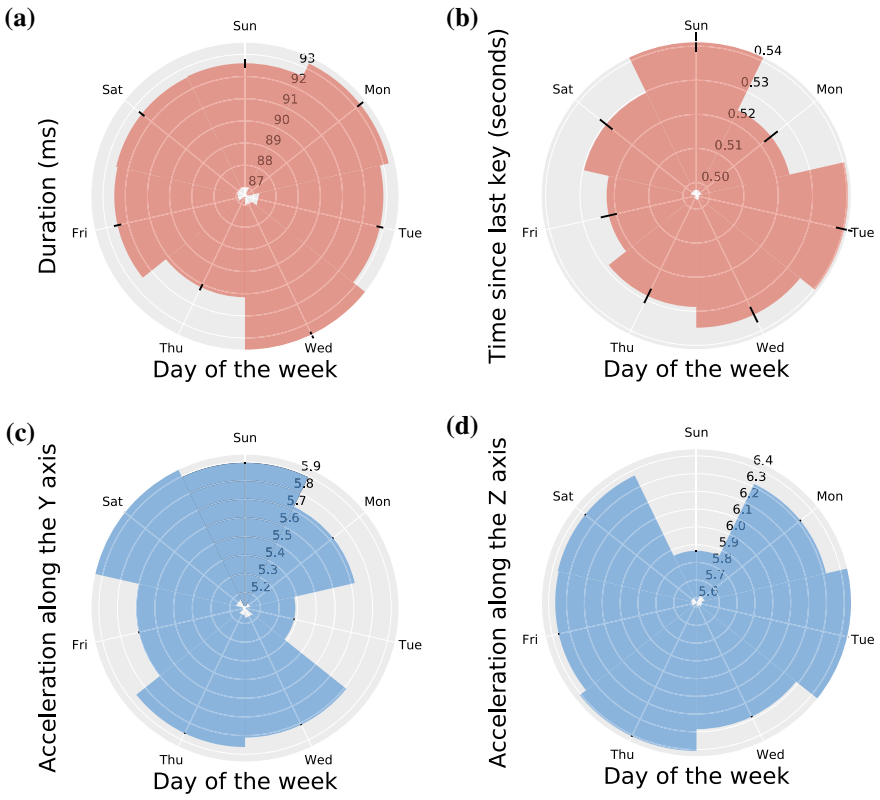 (a)
Duration (ms)
Sun
Mon
Tue
Wed
Thu
Fri
Sat
93
92
91
90
89
88
87
Day of the week
(b)
Time since last key (seconds)
Sun
Mon
Tue
Wed
Thu
Fri
Sat
0.54
0.53
0.52
0.51
0.50
Day of the week
(c)
Acceleration along the Y axis
Sun
Mon
Tue
Wed
Thu
Fri
Sat
5.9
5.8
5.7
5.6
5.5
5.4
5.3
5.2
Day of the week
(d)
Acceleration along the Z axis
Sun
Mon
Tue
Wed
Thu
Fri
Sat
6.4
6.3
6.2
6.1
6.0
5.9
5.8
5.7
5.6
Day of the week